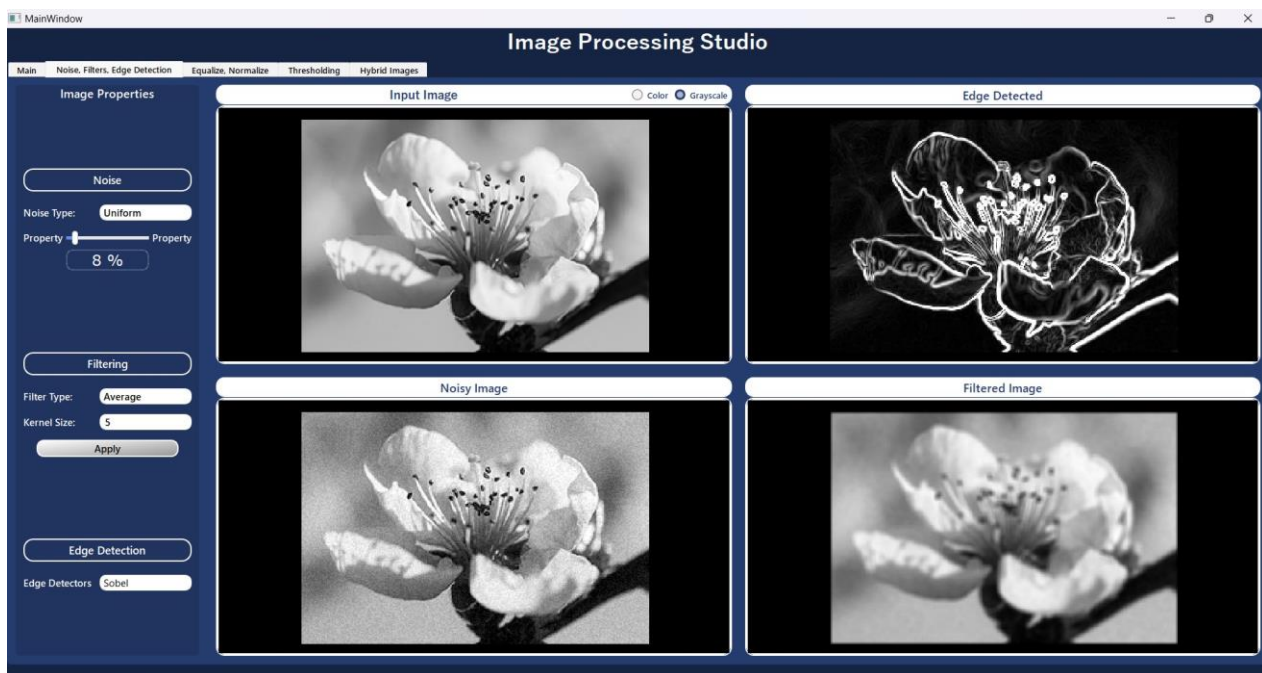 MainWindow
Image Processing Studio
Main
Noise, Filters, Edge Detection
Equalize, Normalize
Thresholding
Hybrid Images
Image Properties
Noise
Noise Type: Uniform
Property Property
8 %
Filtering
Filter Type: Average
Kernel Size: 5
Apply
Edge Detection
Edge Detectors Sobel
Input Image
Color Grayscale
Edge Detected
Noisy Image
Filtered Image